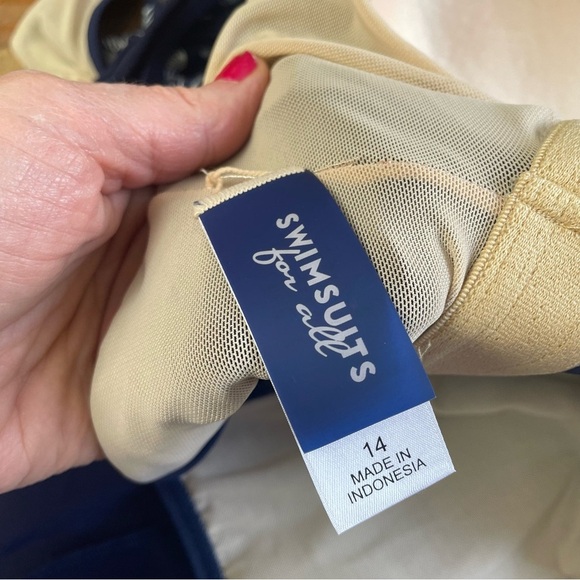 SWIMSUITS
for all
14
MADE IN
INDONESIA